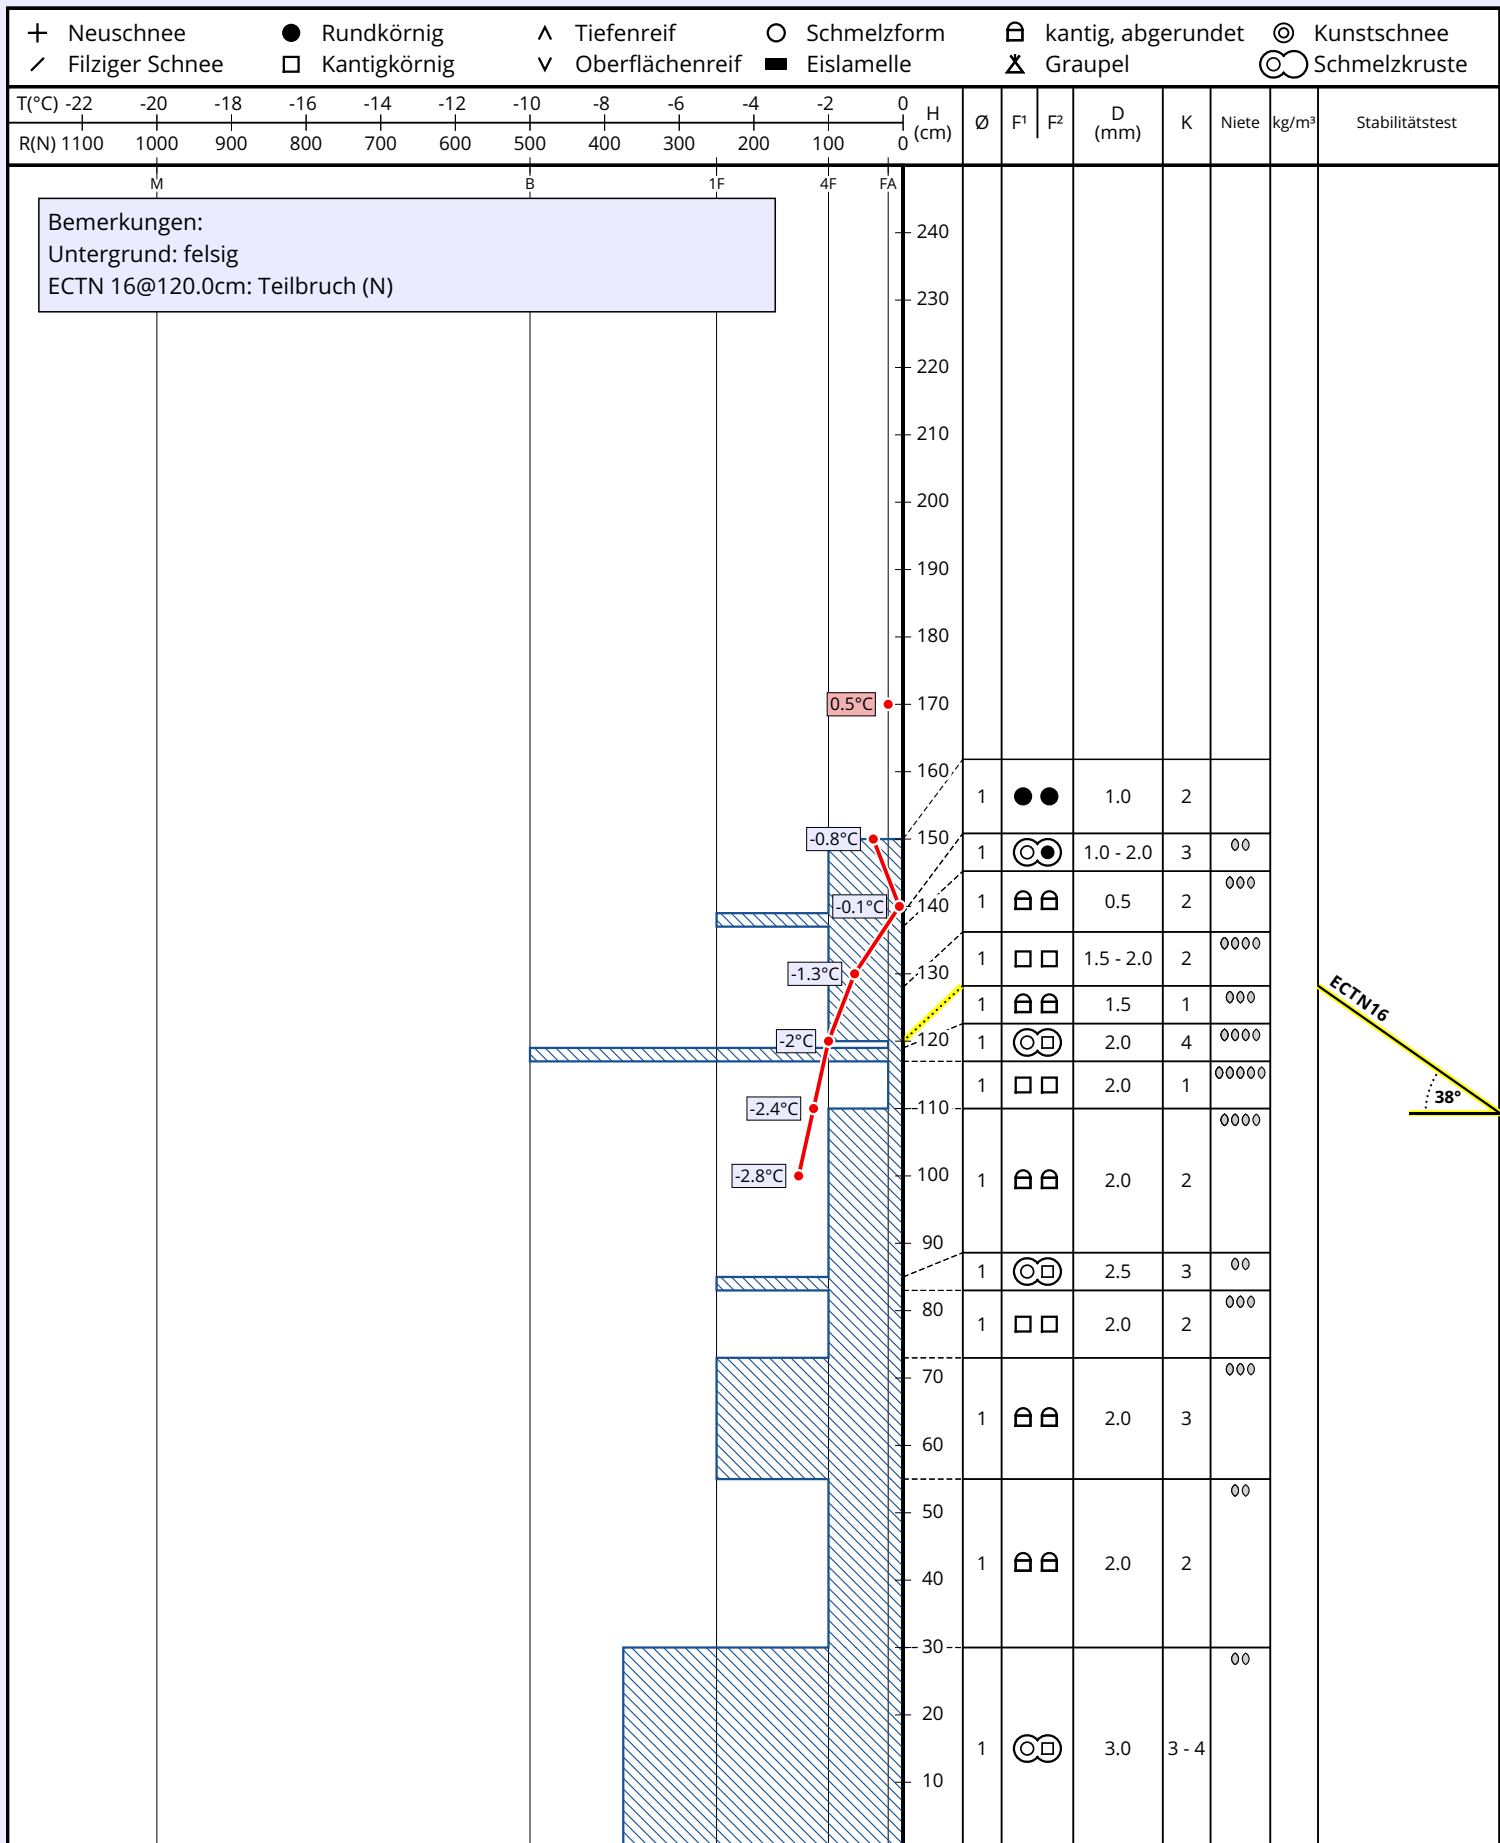 Neuschnee Rundkörnig Tiefenreif Schmelzform kantig, abgerundet Kunstschnee
Filziger Schnee Kantigkörnig Oberflächenreif Eislamelle Graupel Schmelzkruste
T(°C) -22 -20 -18 -16 -14 -12 -10 -8 -6 -4 -2 0
R(N) 1100 1000 900 800 700 600 500 400 300 200 100 0
H (cm) Ø F¹ F² D (mm) K Niete kg/m³ Stabilitätstest
M B 1F 4F FA
Bemerkungen:
Untergrund: felsig
ECTN 16@120.0cm: Teilbruch (N)
240
230
220
210
200
190
180
0.5°C 170
160
1 1.0 2
-0.8°C 150
1 1.0 - 2.0 3
-0.1°C 140
1 0.5 2
1 1.5 - 2.0 2
-1.3°C 130
1 1.5 1
ECTN16
-2°C 120
1 2.0 4
1 2.0 1
38°
-2.4°C 110
-2.8°C 100
1 2.0 2
90
1 2.5 3
80
1 2.0 2
70
1 2.0 3
60
50
1 2.0 2
40
30
20
1 3.0 3 - 4
10